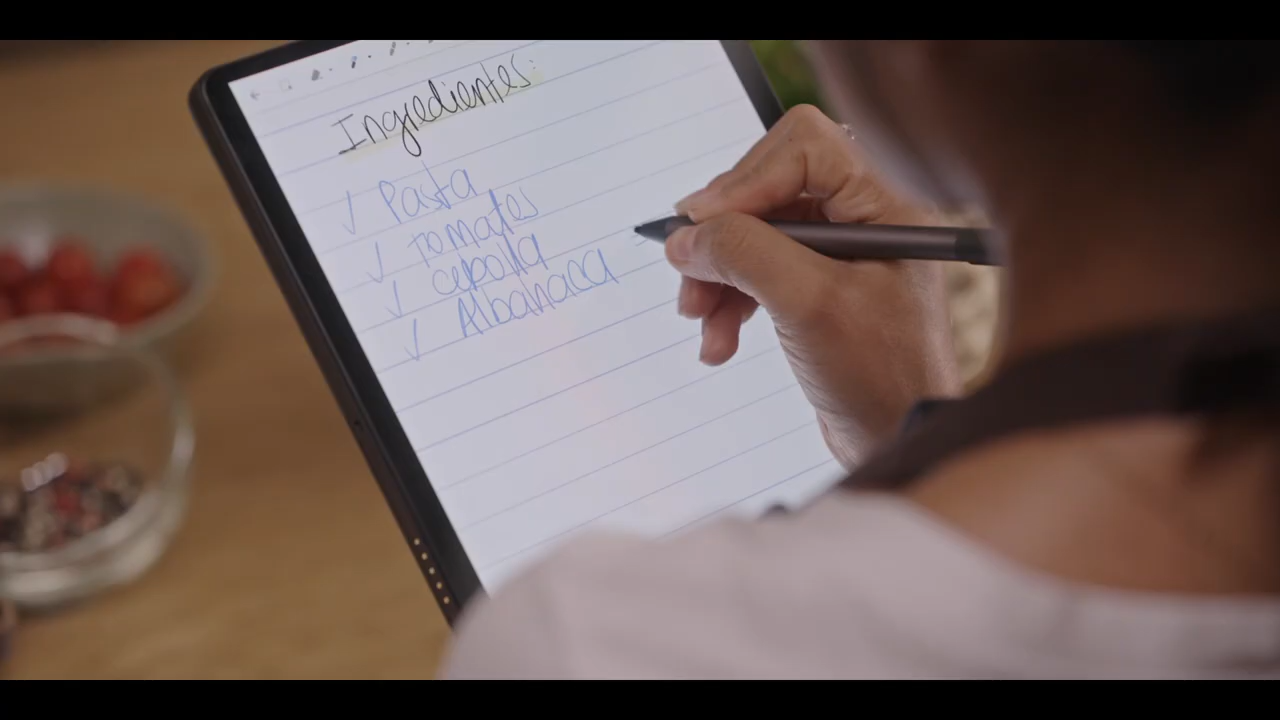 Ingredientes:
✓ Pasta
✓ tomates
✓ cebolla
✓ Albahaca